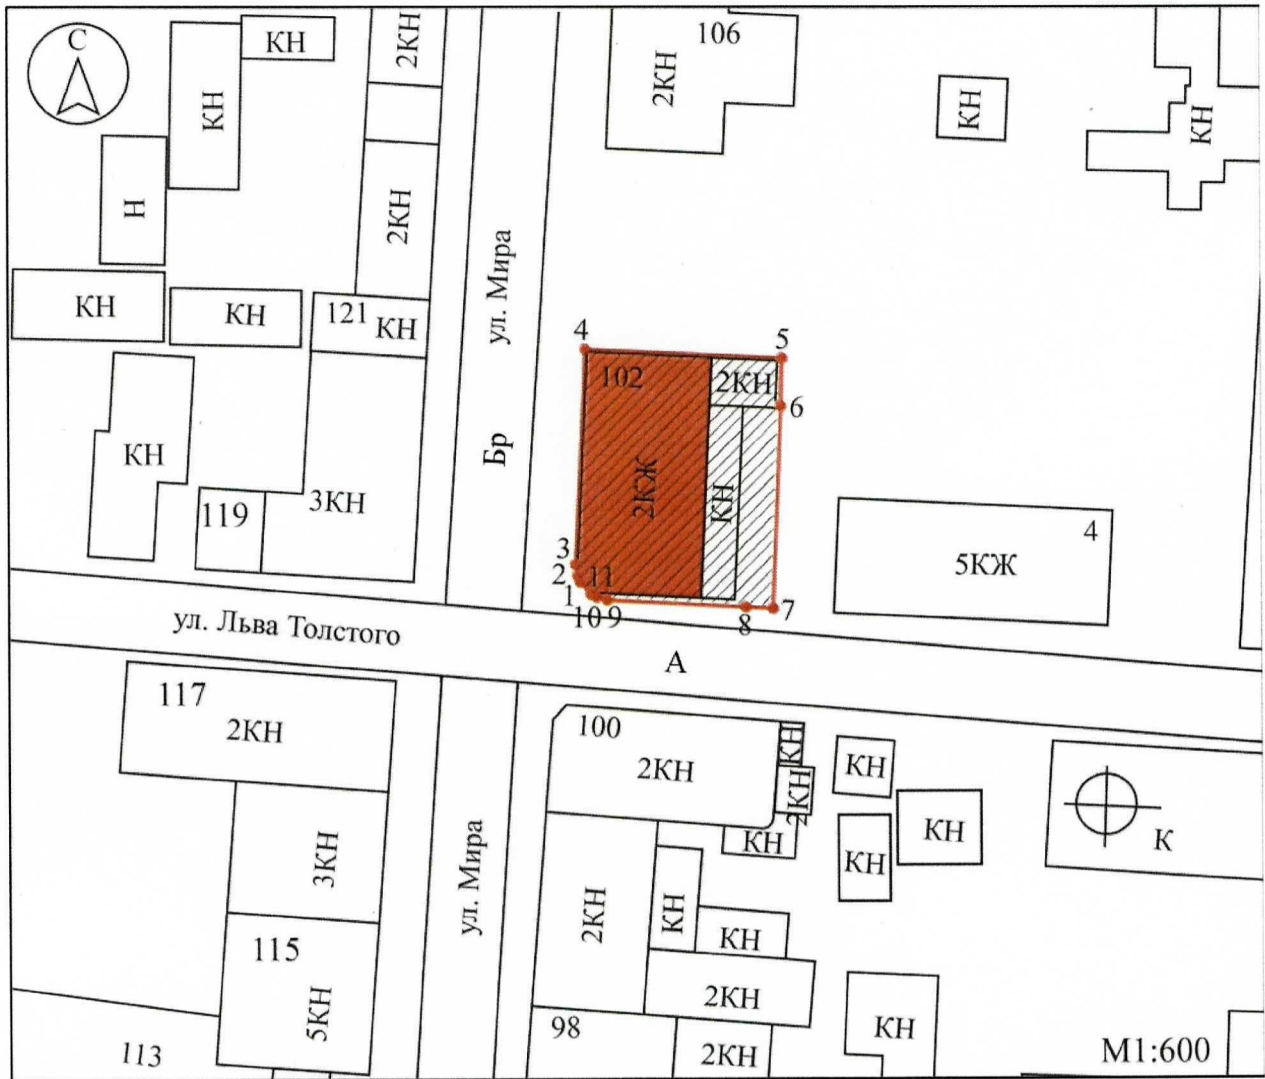 С
КН
2КН
106
2КН
КН
КН
КН
Н
2КН
ул. Мира
КН
КН
121
КН
4
5
102
2КН
6
Бр
КН
2КЖ
КН
119
3КН
4
5КЖ
3
2
11
1
10
9
8
7
ул. Льва Толстого
А
117
2КН
100
2КН
КН
2КН
КН
КН
КН
КН
К
3КН
ул. Мира
2КН
КН
КН
115
5КН
2КН
98
2КН
КН
113
М1:600